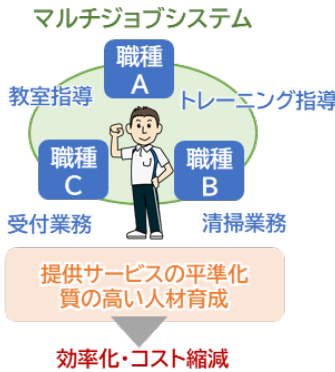 マルチジョブシステム
職種
A
教室指導
トレーニング指導
職種
C
職種
B
受付業務
清掃業務
提供サービスの平準化
質の高い人材育成
効率化・コスト縮減